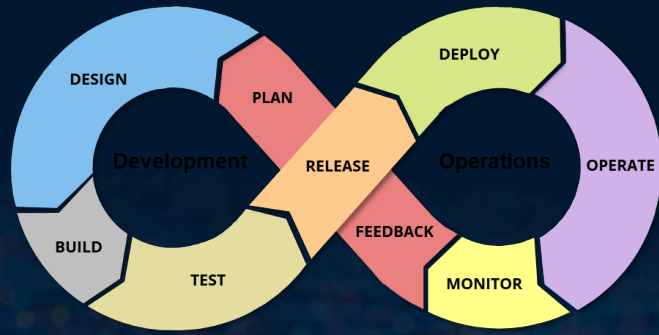 DESIGN
PLAN
DEPLOY
Development
RELEASE
Operations
OPERATE
BUILD
TEST
FEEDBACK
MONITOR